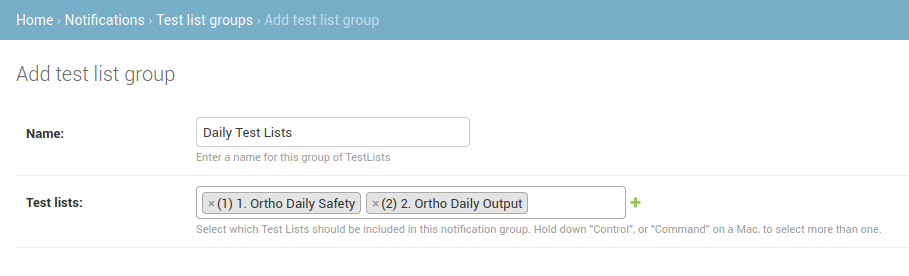 Home › Notifications › Test list groups › Add test list group
Add test list group
Name:
Daily Test Lists
Enter a name for this group of TestLists
Test lists:
×(1) 1. Ortho Daily Safety ×(2) 2. Ortho Daily Output
Select which Test Lists should be included in this notification group. Hold down "Control", or "Command" on a Mac, to select more than one.